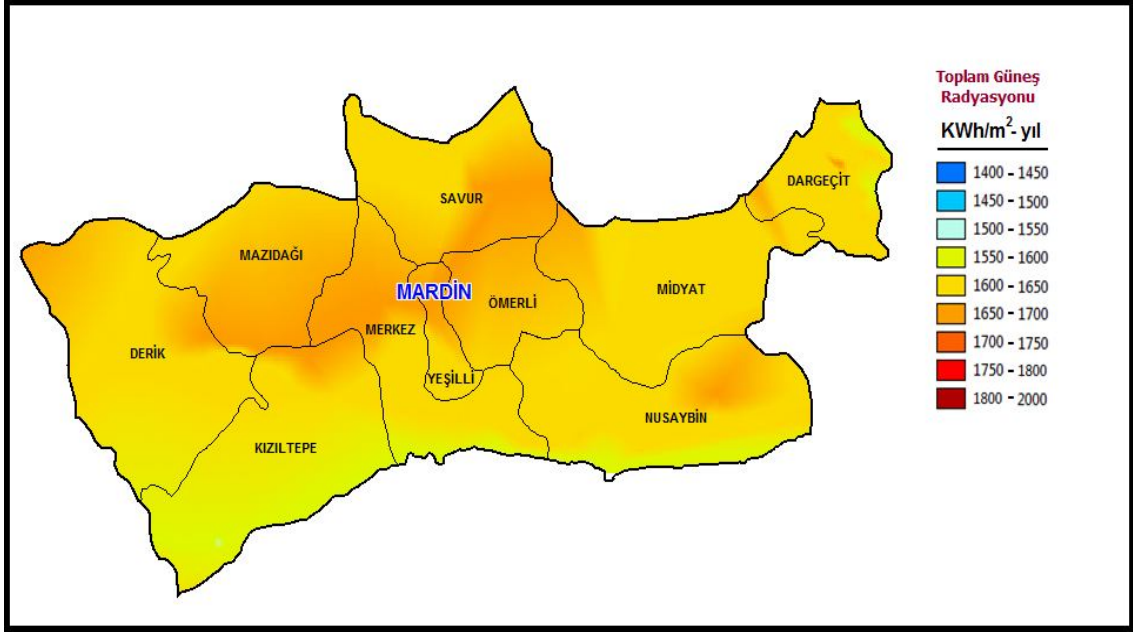 SAVUR
DARGEÇİT
MAZIDAĞI
MİDYAT
MARDİN
ÖMERLİ
MERKEZ
DERİK
YEŞİLLİ
NUSAYBİN
KIZILTEPE
Toplam Güneş
Radyasyonu
KWh/m²- yıl
1400 - 1450
1450 - 1500
1500 - 1550
1550 - 1600
1600 - 1650
1650 - 1700
1700 - 1750
1750 - 1800
1800 - 2000